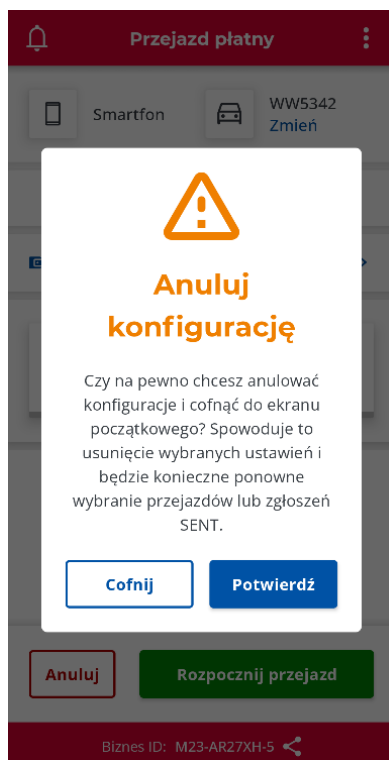 Przejazd płatny
Smartfon
WW5342
Zmień
Anuluj
konfigurację
Czy na pewno chcesz anulować
konfiguracje i cofnąć do ekranu
początkowego? Spowoduje to
usunięcie wybranych ustawień i
będzie konieczne ponowne
wybranie przejazdów lub zgłoszeń
SENT.
Cofnij
Potwierdź
Anuluj
Rozpocznij przejazd
Biznes ID: M23-AR27XH-5